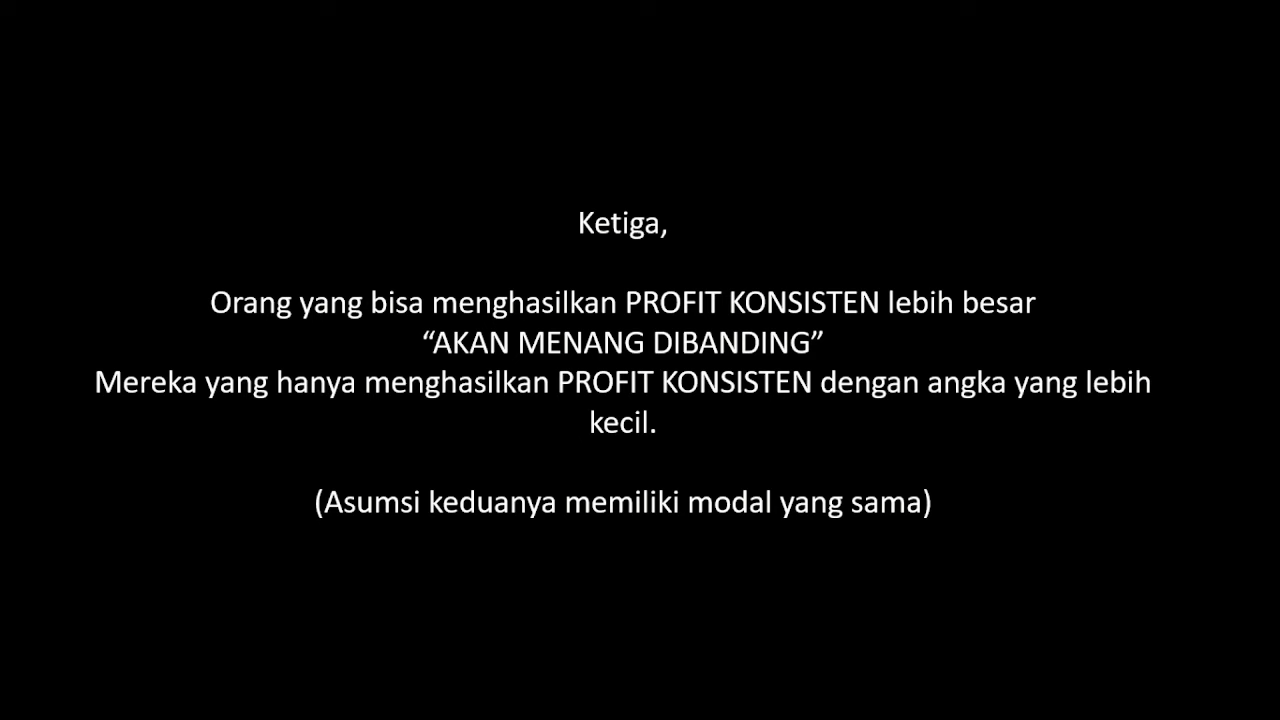 Ketiga,
Orang yang bisa menghasilkan PROFIT KONSISTEN lebih besar
“AKAN MENANG DIBANDING”
Mereka yang hanya menghasilkan PROFIT KONSISTEN dengan angka yang lebih
kecil.
(Asumsi keduanya memiliki modal yang sama)